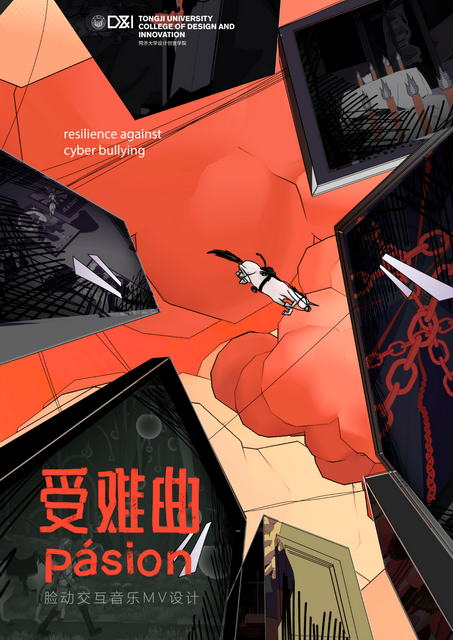 D&I
TONGJI UNIVERSITY
COLLEGE OF DESIGN AND
INNOVATION
同济大学设计创意学院
resilience against
cyber bullying
受难曲
pásion
脸动交互音乐MV设计